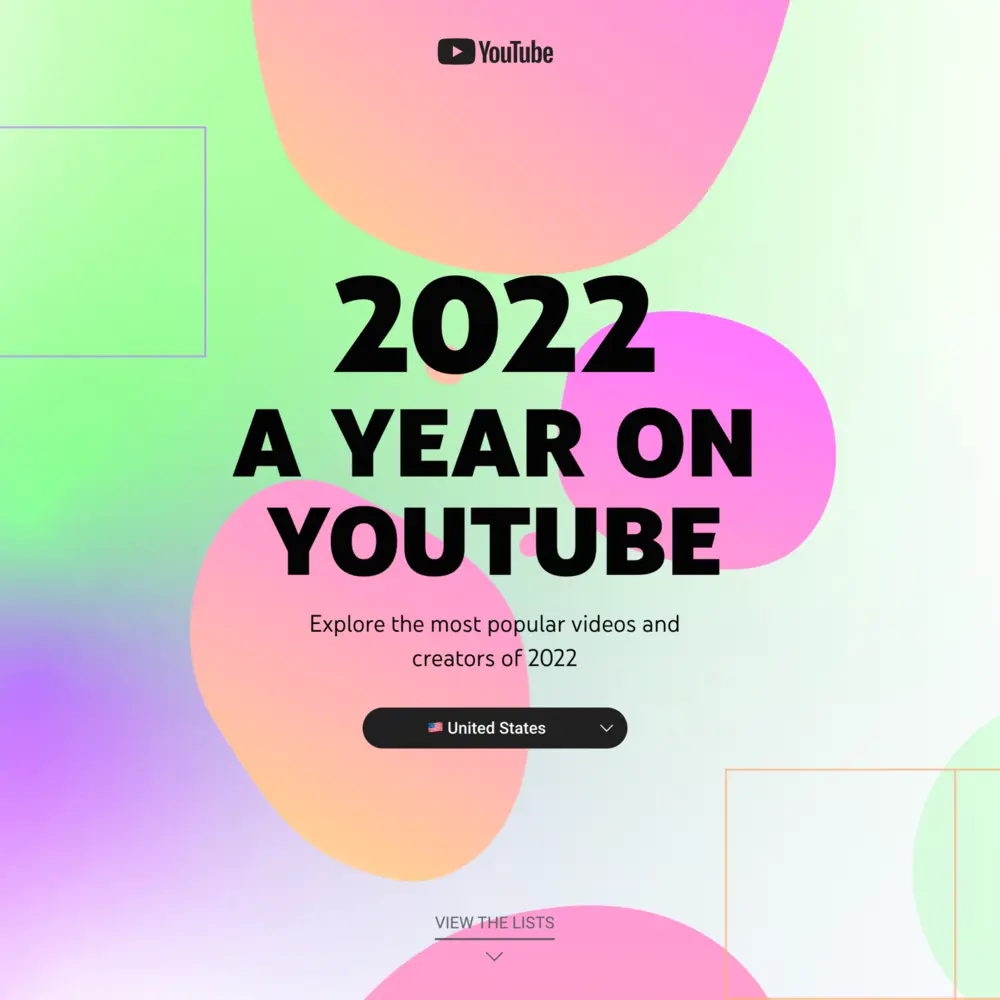 YouTube
2022
A YEAR ON
YOUTUBE
Explore the most popular videos and
creators of 2022
🇺🇸 United States
VIEW THE LISTS